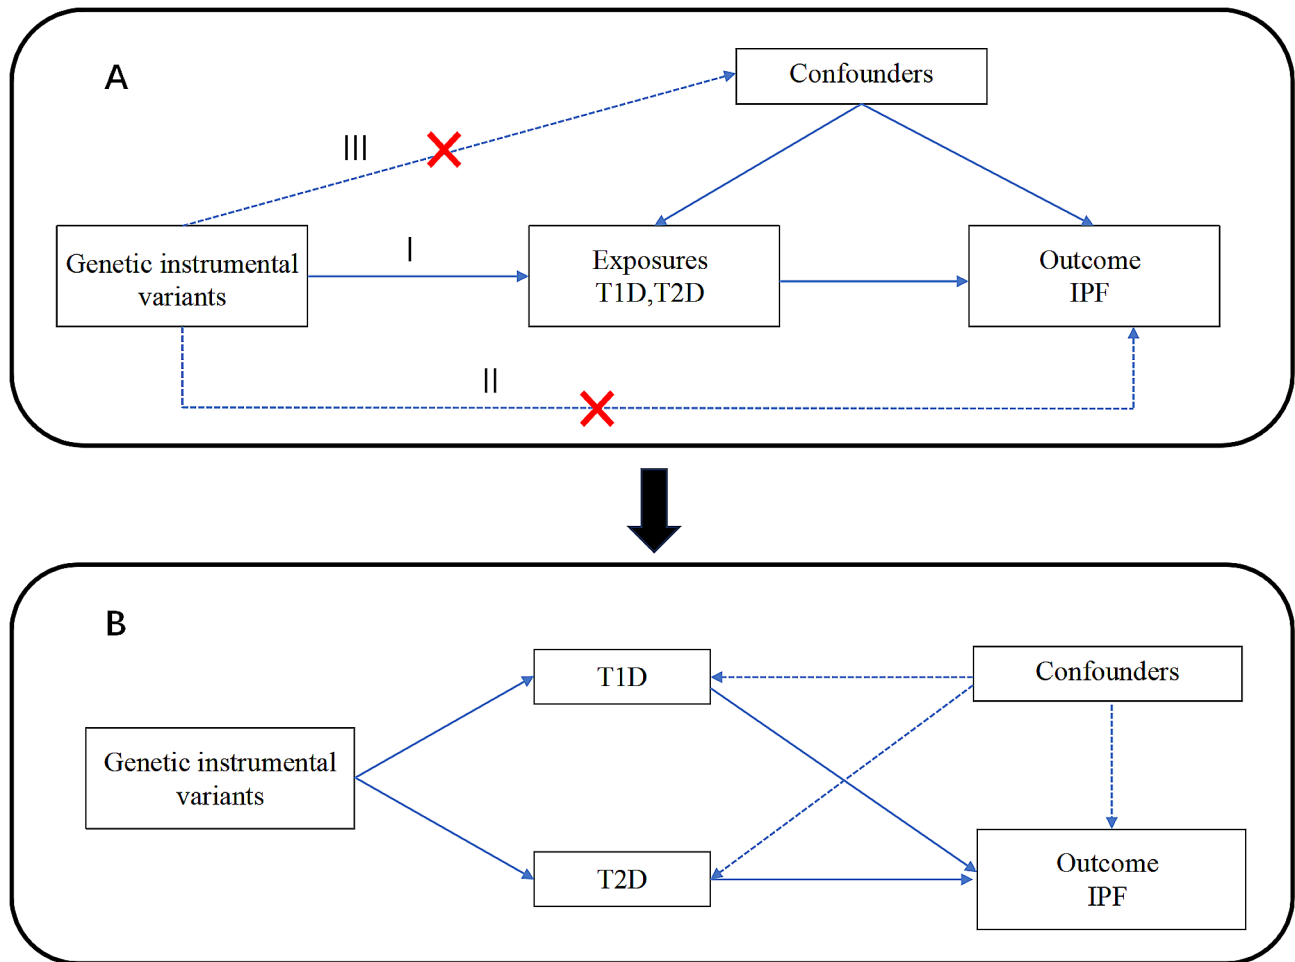 A
Confounders
III
Genetic instrumental
variants
I
Exposures
T1D,T2D
Outcome
IPF
II
B
T1D
Confounders
Genetic instrumental
variants
T2D
Outcome
IPF